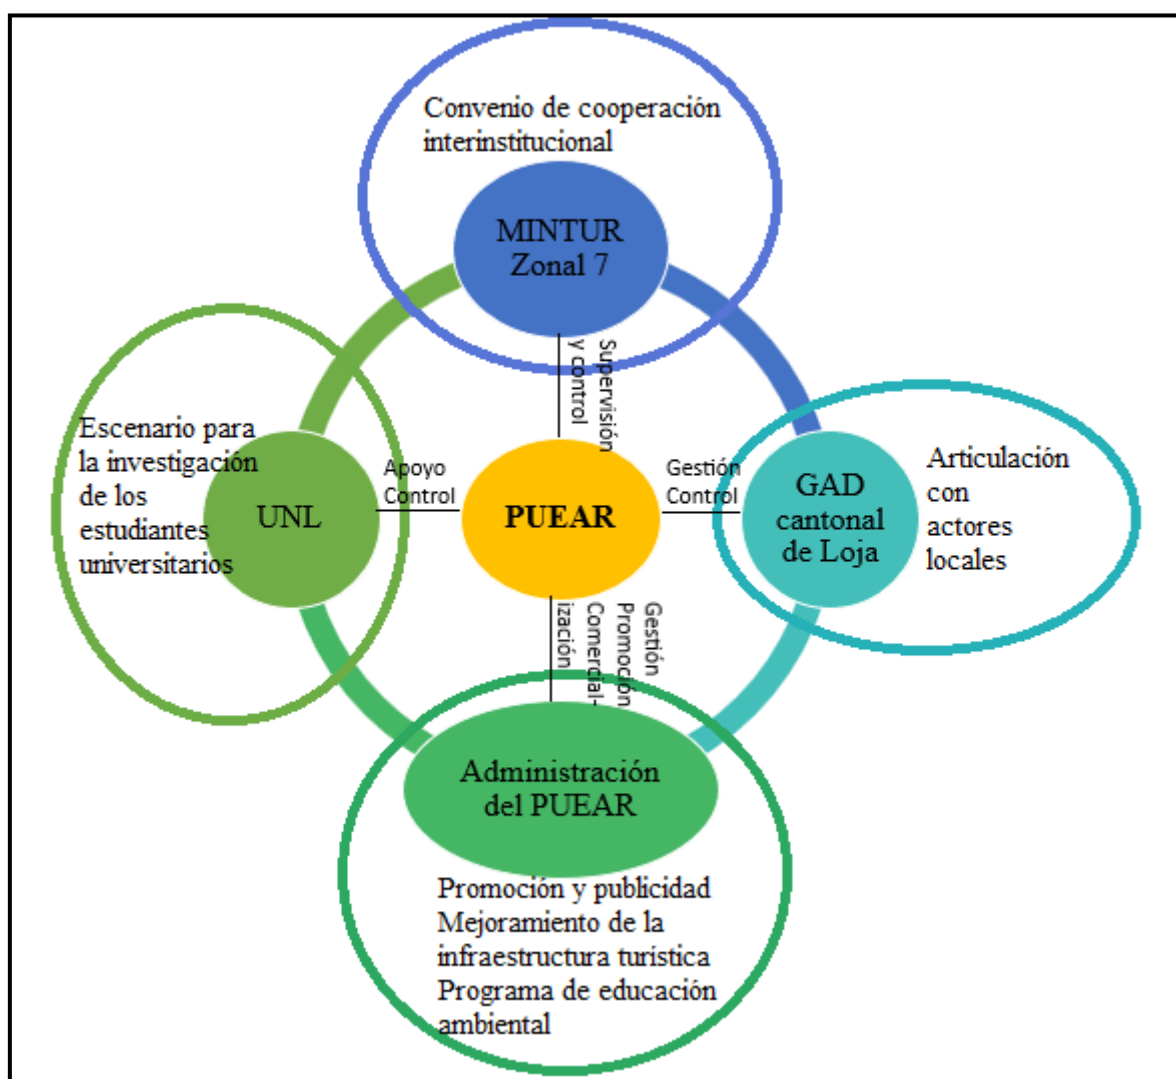 Convenio de cooperación
interinstitucional
MINTUR
Zonal 7
Supervisión
y control
Escenario para
la investigación
de los
estudiantes
universitarios
UNL
Apoyo
Control
PUEAR
Gestión
Control
GAD
cantonal
de Loja
Articulación
con
actores
locales
Gestión
Promoción
Comercial-
ización
Administración
del PUEAR
Promoción y publicidad
Mejoramiento de la
infraestructura turística
Programa de educación
ambiental